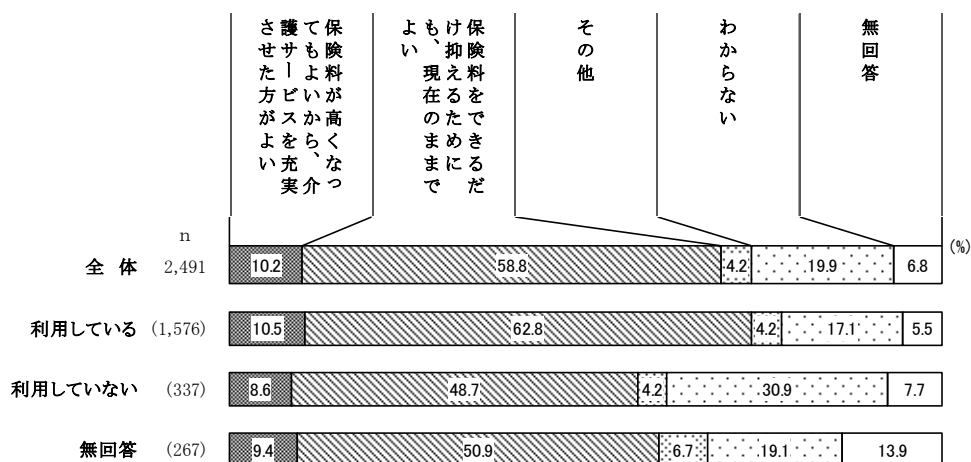 保険料が高くなっ
てもよいから、介
護サービスを充実
させた方がよい
保険料をできるだ
け抑えるために
も、現在のままで
よい
その他
わからない
無回答
n
(%)
全 体 2,491 10.2 58.8 4.2 19.9 6.8
利用している (1,576) 10.5 62.8 4.2 17.1 5.5
利用していない (337) 8.6 48.7 4.2 30.9 7.7
無回答 (267) 9.4 50.9 6.7 19.1 13.9